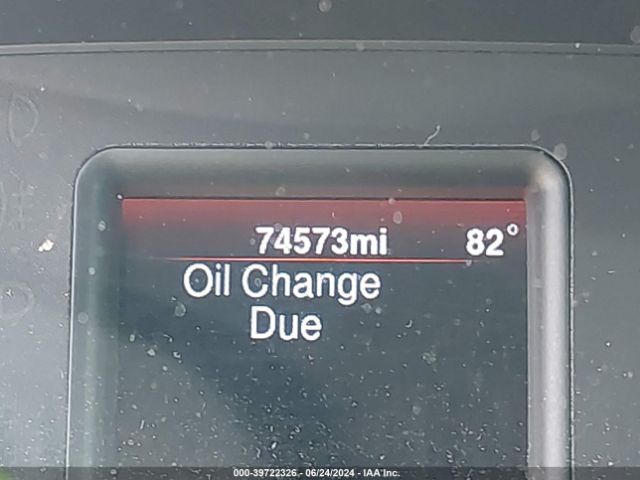 74573mi 82°
Oil Change
Due
000-39722326 - 06/24/2024 - IAA Inc.